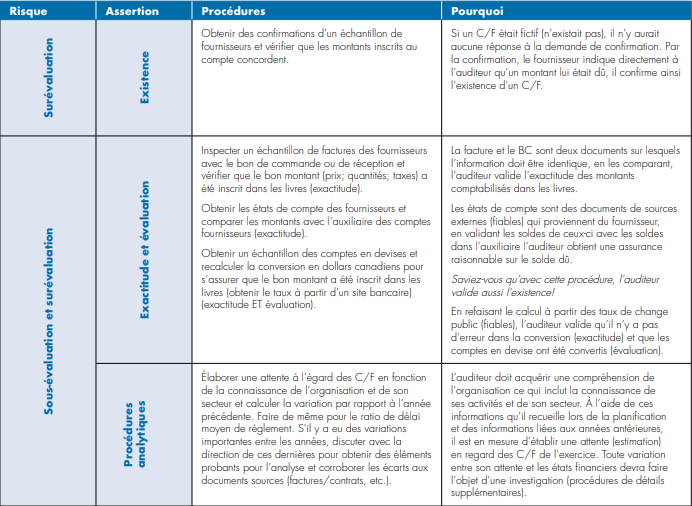 Risque Assertion Procédures Pourquoi
Surévaluation
Existence
Obtenir des confirmations d'un échantillon de
fournisseurs et vérifier que les montants inscrits au
compte concordent.
Si un C/F était fictif (n'existait pas), il n'y aurait
aucune réponse à la demande de confirmation. Par
la confirmation, le fournisseur indique directement à
l'auditeur qu'un montant lui était dû, il confirme ainsi
l'existence d'un C/F.
Sous-évaluation et surévaluation
Exactitude et évaluation
Inspecter un échantillon de factures des fournisseurs
avec le bon de commande ou de réception et
vérifier que le bon montant (prix; quantités; taxes) a
été inscrit dans les livres (exactitude).
Obtenir les états de compte des fournisseurs et
comparer les montants avec l'auxiliaire des comptes
fournisseurs (exactitude).
Obtenir un échantillon des comptes en devises et
recalculer la conversion en dollars canadiens pour
s'assurer que le bon montant a été inscrit dans les
livres (obtenir le taux à partir d'un site bancaire)
(exactitude ET évaluation).
La facture et le BC sont deux documents sur lesquels
l'information doit être identique, en les comparant,
l'auditeur valide l'exactitude des montants
comptabilisés dans les livres.
Les états de compte sont des documents de sources
externes (fiables) qui proviennent du fournisseur,
en validant les soldes de ceux-ci avec les soldes
dans l'auxiliaire l'auditeur obtient une assurance
raisonnable sur le solde dû.
Saviez-vous qu'avec cette procédure, l'auditeur
valide aussi l'existence!
En refaisant le calcul à partir des taux de change
public (fiables), l'auditeur valide qu'il n'y a pas
d'erreur dans la conversion (exactitude) et que les
comptes en devise ont été convertis (évaluation).
Procédures
analytiques
Élaborer une attente à l'égard des C/F en fonction
de la connaissance de l'organisation et de son
secteur et calculer la variation par rapport à l'année
précédente. Faire de même pour le ratio de délai
moyen de règlement. S'il y a eu des variations
importantes entre les années, discuter avec la
direction de ces dernières pour obtenir des éléments
probants pour l'analyse et corroborer les écarts aux
documents sources (factures/contrats, etc.).
L'auditeur doit acquérir une compréhension de
l'organisation ce qui inclut la connaissance de
ses activités et de son secteur. À l'aide de ces
informations qu'il recueille lors de la planification
et des informations liées aux années antérieures,
il est en mesure d'établir une attente (estimation)
en regard des C/F de l'exercice. Toute variation
entre son attente et les états financiers devra faire
l'objet d'une investigation (procédures de détails
supplémentaires).